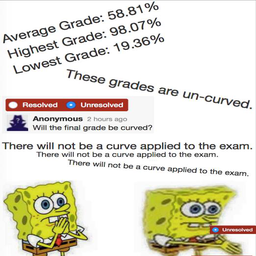 Average Grade: 58.81%
Highest Grade: 98.07%
Lowest Grade: 19.36%
These grades are un-curved.
Resolved Unresolved
Anonymous 2 hours ago
Will the final grade be curved?
There will not be a curve applied to the exam.
There will not be a curve applied to the exam.
There will not be a curve applied to the exam.
Unresolved